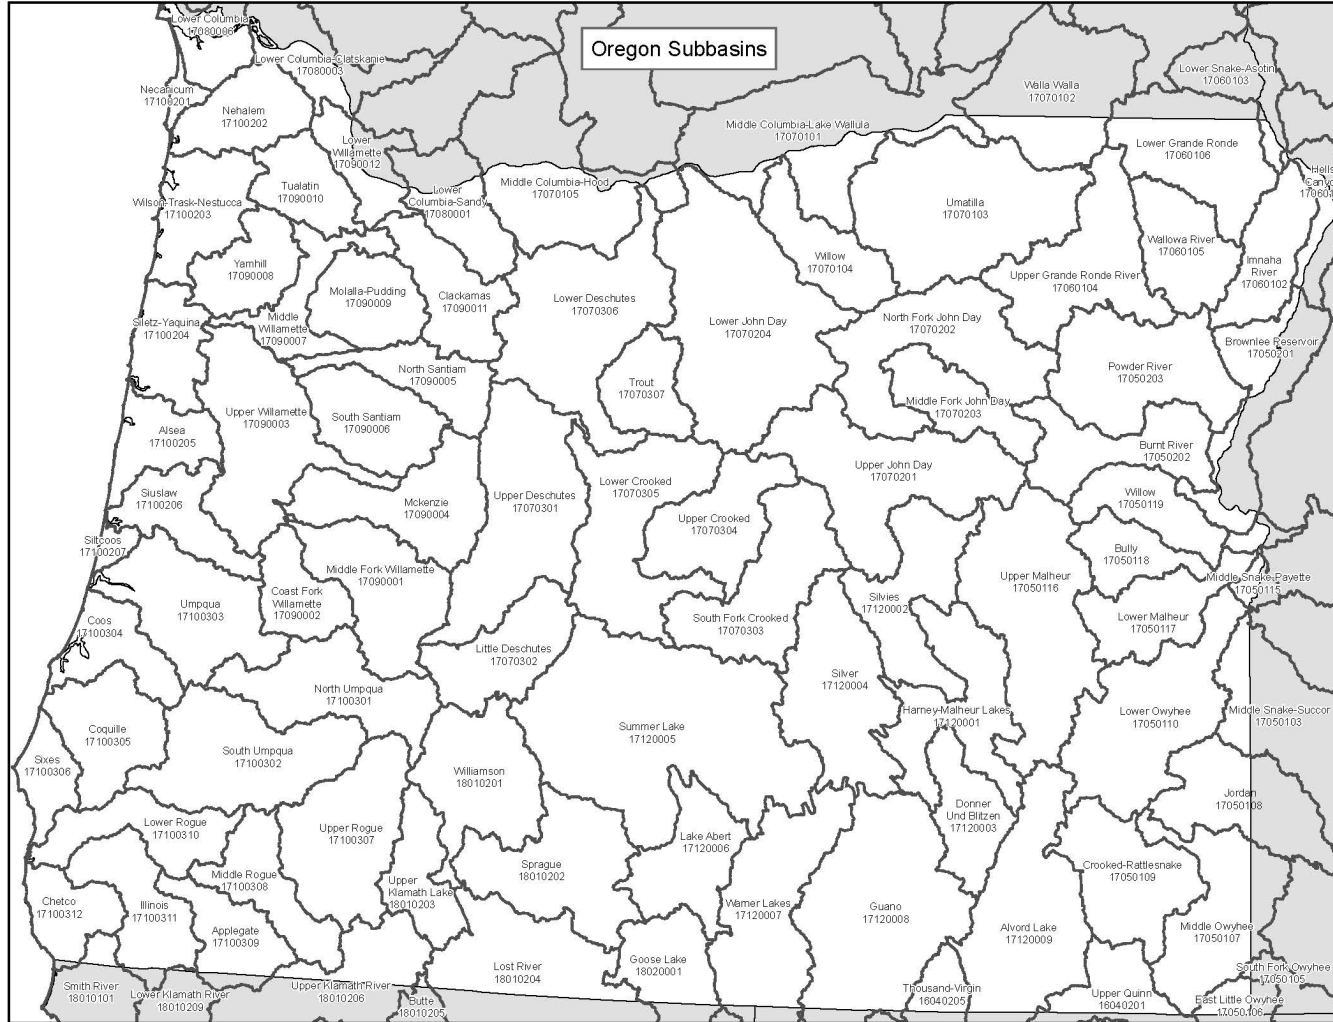 Oregon Subbasins
Lower Columbia
17080006
Lower Columbia-Clatskanie
17080003
Necanicum
17100201
Nehalem
17100202
Lower
Willamette
17090012
Middle Columbia-Lake Wallula
17070101
Walla Walla
17070102
Lower Snake-Asotin
17060103
Lower Grande Ronde
17060106
Wilson-Trask-Nestucca
17100203
Tualatin
17090010
Lower
Columbia-Sandy
17080001
Middle Columbia-Hood
17070105
Umatilla
17070103
Willow
17070104
Wallowa River
17060105
Imnaha
River
17060102
Hells
Yamhill
17090008
Molalla-Pudding
17090009
Clackamas
17090011
Lower Deschutes
17070306
Upper Grande Ronde River
17060104
Siletz-Yaquina
17100204
Middle
Willamette
17090007
Lower John Day
17070204
North Fork John Day
17070202
Brownlee Reservoir
17050201
North Santiam
17090005
Trout
17070307
Powder River
17050203
Upper Willamette
17090003
South Santiam
17090006
Middle Fork John Day
17070203
Alsea
17100205
Burnt River
17050202
Upper John Day
17070201
Siuslaw
17100206
Mckenzie
17090004
Upper Deschutes
17070301
Lower Crooked
17070305
Upper Crooked
17070304
Willow
17050119
Siltcoos
17100207
Bully
17050118
Middle Fork Willamette
17090001
Upper Malheur
17050116
Middle Snake-Payette
17050115
Umpqua
17100303
Coast Fork
Willamette
17090002
Silvies
17120002
Coos
17100304
South Fork Crooked
17070303
Lower Malheur
17050117
Little Deschutes
17070302
Silver
17120004
North Umpqua
17100301
Harney-Malheur Lakes
17120001
Lower Owyhee
17050110
Middle Snake-Succor
17050103
Coquille
17100305
Summer Lake
17120005
Sixes
17100306
South Umpqua
17100302
Williamson
18010201
Jordan
17050108
Lower Rogue
17100310
Upper Rogue
17100307
Lake Abert
17120006
Donner
Und Blitzen
17120003
Middle Rogue
17100308
Upper
Klamath Lake
18010203
Sprague
18010202
Crooked-Rattlesnake
17050109
Chetco
17100312
Illinois
17100311
Applegate
17100309
Warner Lakes
17120007
Guano
17120008
Alvord Lake
17120009
Middle Owyhee
17050107
Smith River
18010101
Lower Klamath River
18010209
Upper Klamath River
18010206
Butte
18010205
Lost River
18010204
Goose Lake
18020001
Thousand-Virgin
16040205
Upper Quinn
16040201
South Fork Owyhee
17050105
East Little Owyhee
17050106